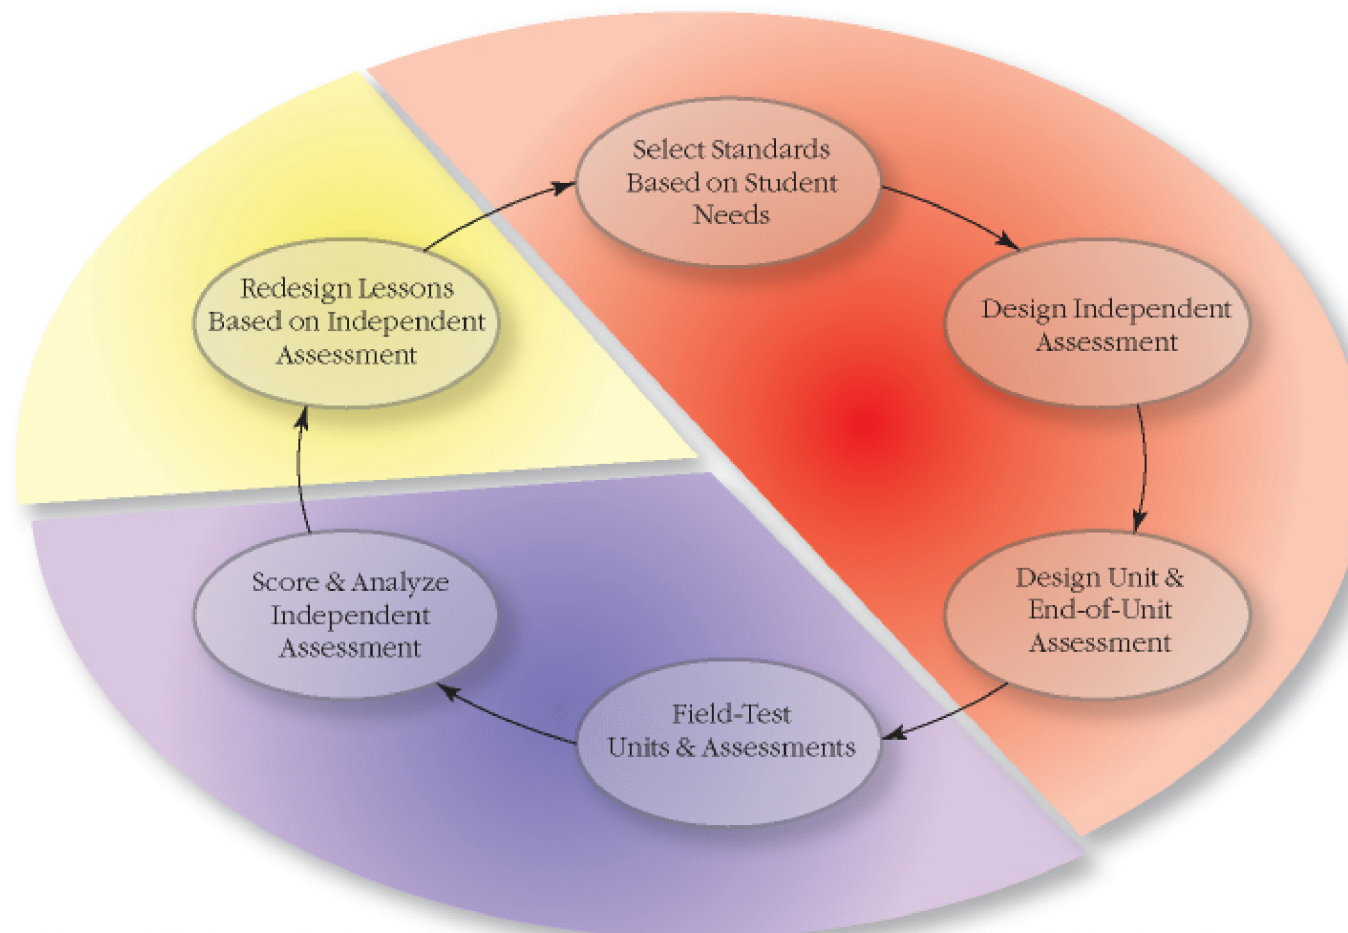 Select Standards
Based on Student
Needs
Design Independent
Assessment
Design Unit &
End-of-Unit
Assessment
Field-Test
Units & Assessments
Score & Analyze
Independent
Assessment
Redesign Lessons
Based on Independent
Assessment